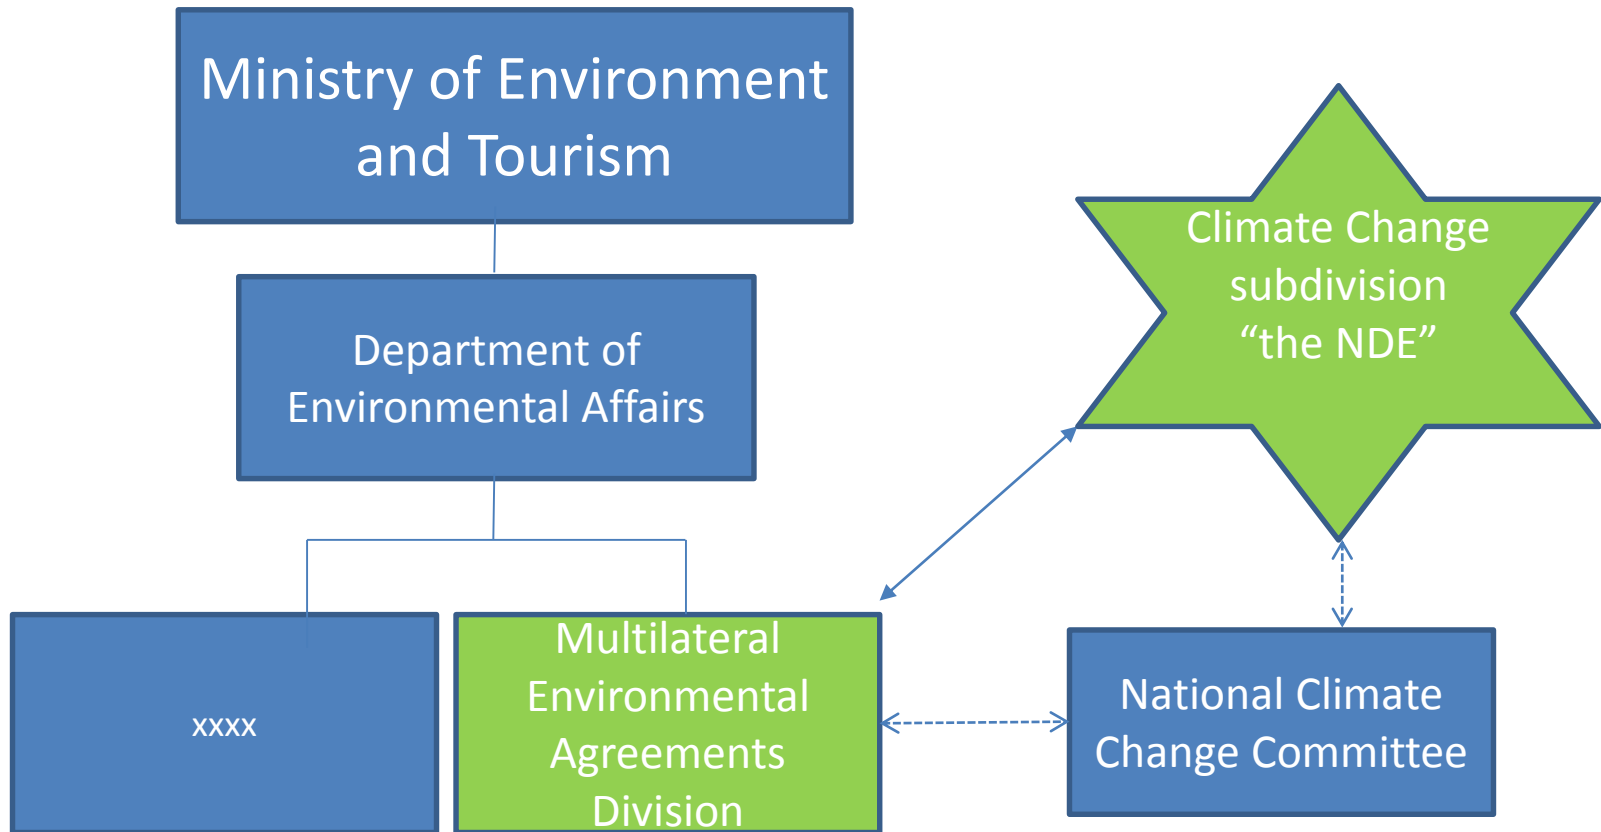 Ministry of Environment
and Tourism
Climate Change
subdivision
“the NDE”
Department of
Environmental Affairs
xxxx
Multilateral
Environmental
Agreements
Division
National Climate
Change Committee